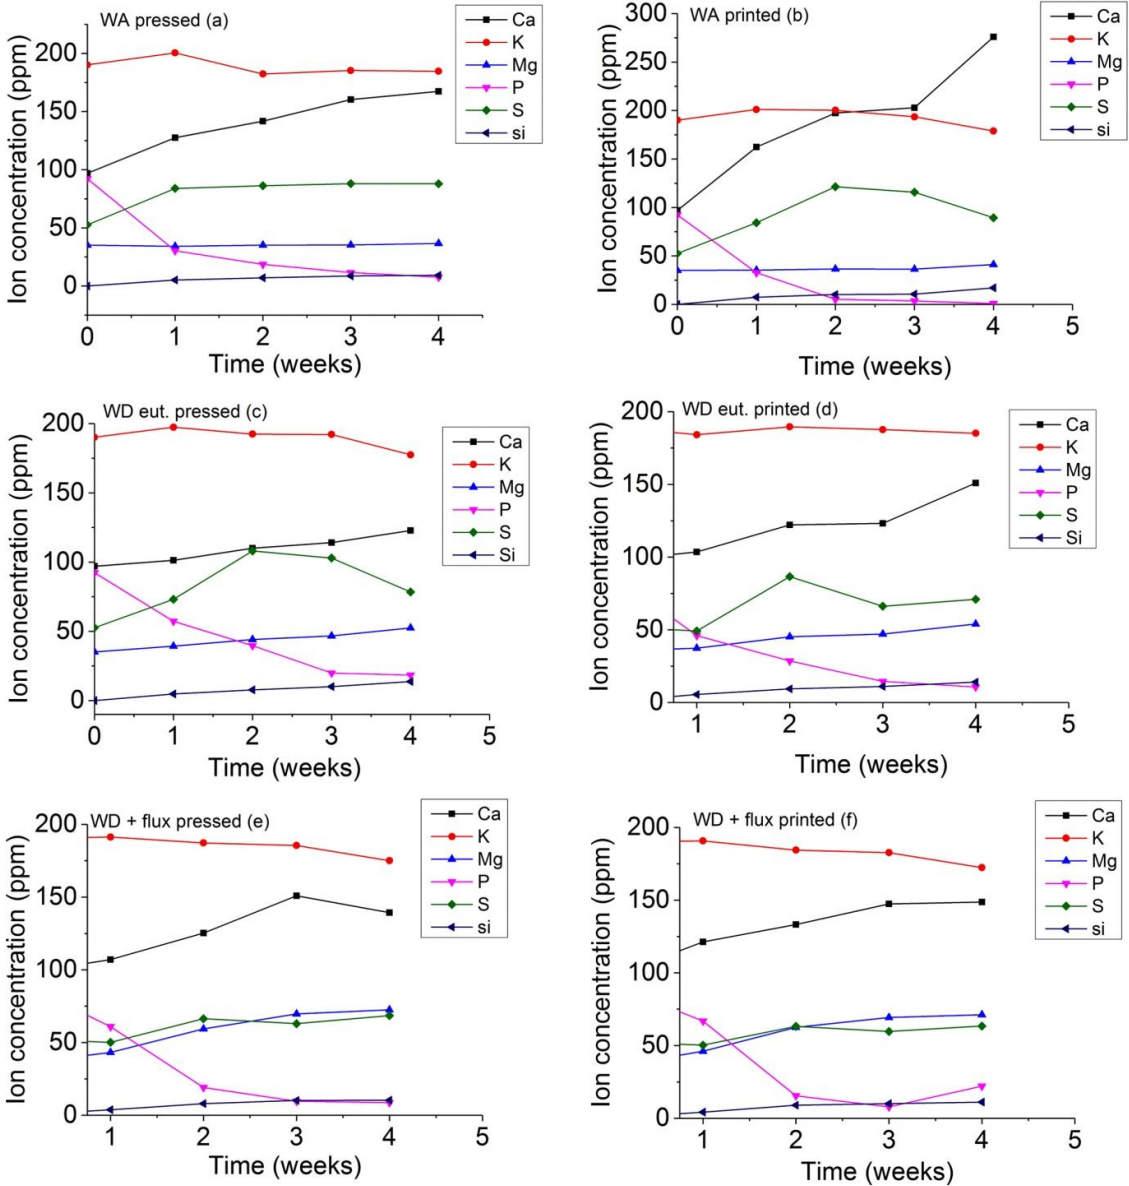 WA pressed (a)
Ca
K
Mg
P
S
si
200
150
100
50
0
Ion concentration (ppm)
0 1 2 3 4
Time (weeks)
WA printed (b)
Ca
K
Mg
P
S
si
300
250
200
150
100
50
0
Ion concentration (ppm)
0 1 2 3 4 5
Time (weeks)
WD eut. pressed (c)
Ca
K
Mg
P
S
Si
200
150
100
50
0
Ion concentration (ppm)
0 1 2 3 4 5
Time (weeks)
WD eut. printed (d)
Ca
K
Mg
P
S
Si
200
150
100
50
0
Ion concentration (ppm)
1 2 3 4 5
Time (weeks)
WD + flux pressed (e)
Ca
K
Mg
P
S
si
200
150
100
50
0
Ion concentration (ppm)
1 2 3 4 5
Time (weeks)
WD + flux printed (f)
Ca
K
Mg
P
S
si
200
150
100
50
0
Ion concentration (ppm)
1 2 3 4 5
Time (weeks)